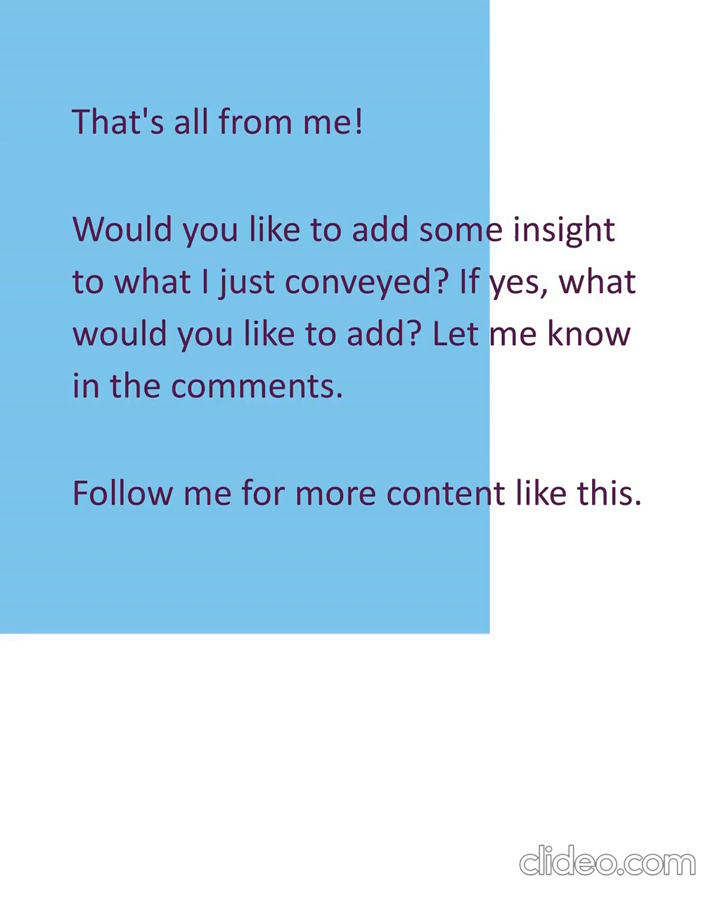 That's all from me!
Would you like to add some insight
to what I just conveyed? If yes, what
would you like to add? Let me know
in the comments.
Follow me for more content like this.
clideo.com